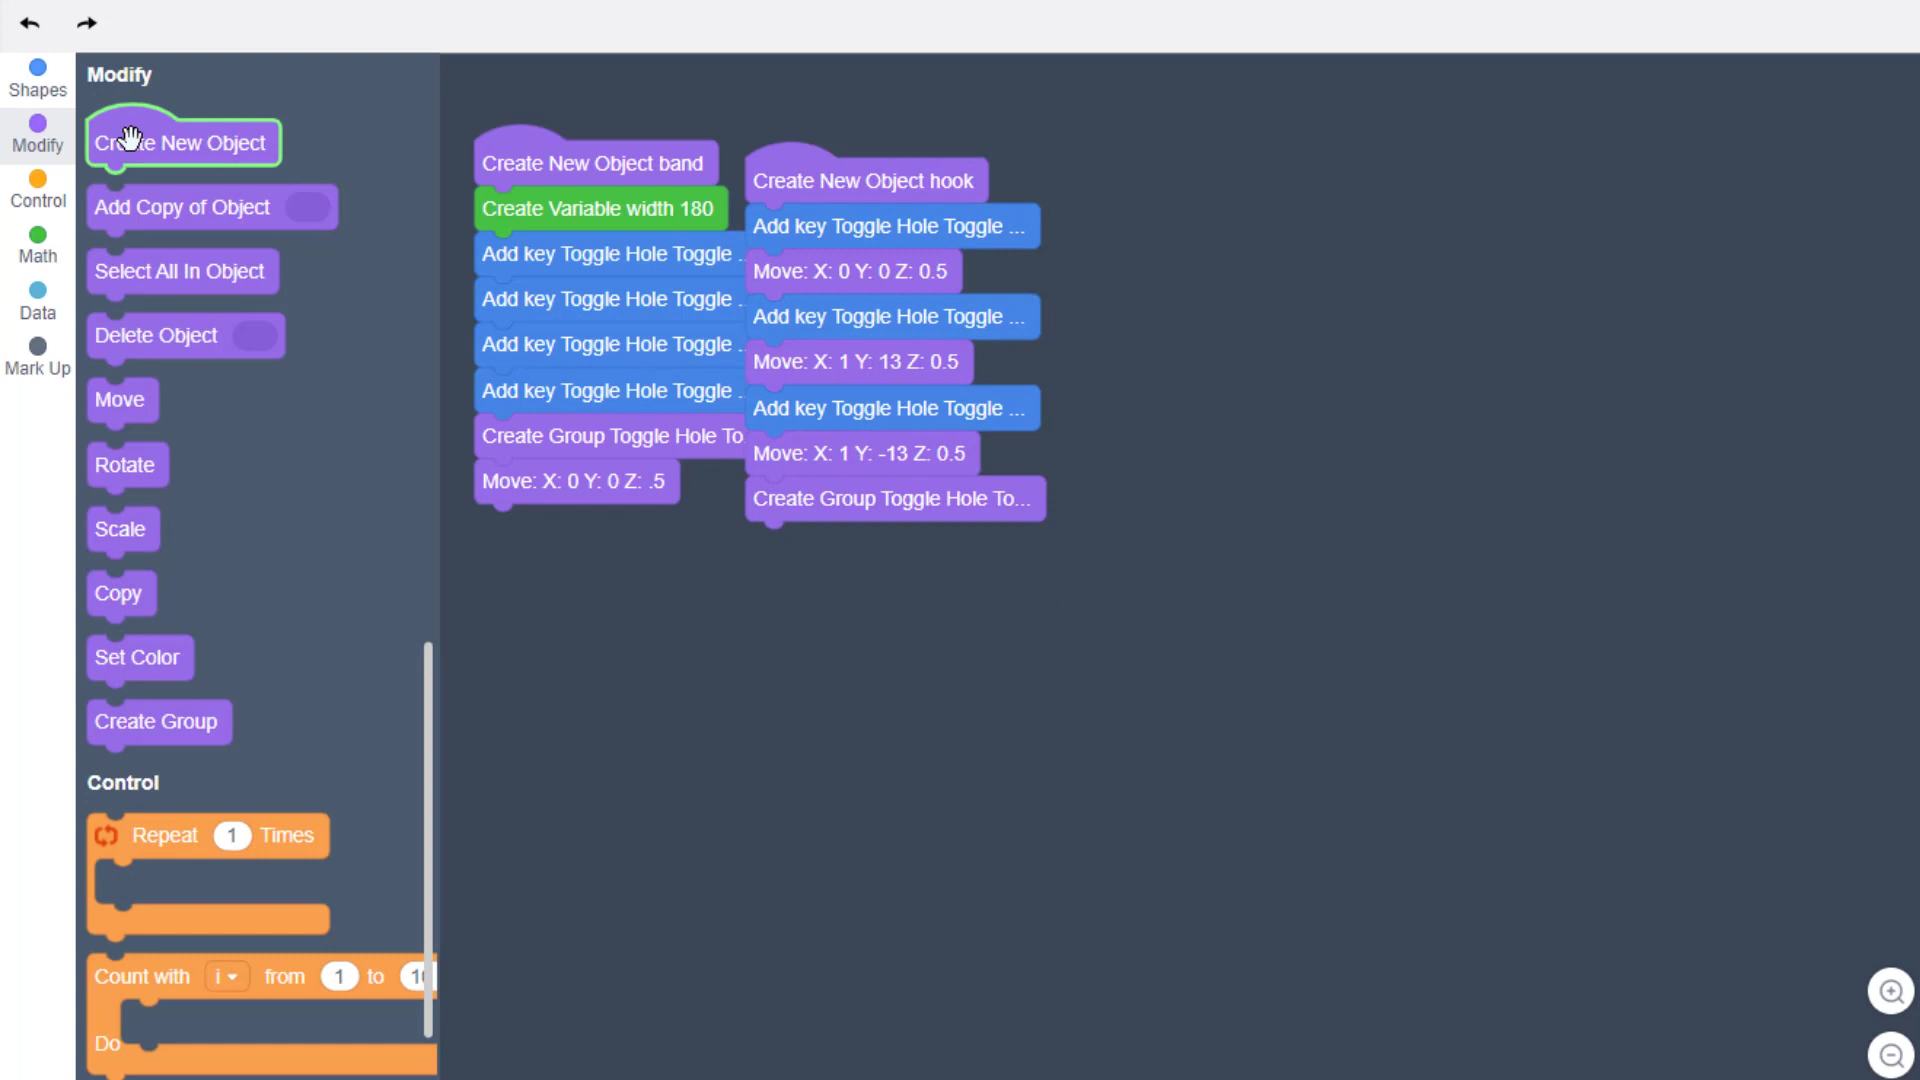 Shapes
Modify
Control
Math
Data
Mark Up
Modify
Create New Object
Add Copy of Object
Select All In Object
Delete Object
Move
Rotate
Scale
Copy
Set Color
Create Group
Control
Repeat 1 Times
Count with i from 1 to 10
Do
Create New Object band
Create Variable width 180
Add key Toggle Hole Toggle ..
Add key Toggle Hole Toggle ..
Add key Toggle Hole Toggle ..
Add key Toggle Hole Toggle ..
Create Group Toggle Hole To.
Move: X: 0 Y: 0 Z: .5
Create New Object hook
Add key Toggle Hole Toggle ...
Move: X: 0 Y: 0 Z: 0.5
Add key Toggle Hole Toggle ...
Move: X: 1 Y: 13 Z: 0.5
Add key Toggle Hole Toggle ...
Move: X: 1 Y: -13 Z: 0.5
Create Group Toggle Hole To...